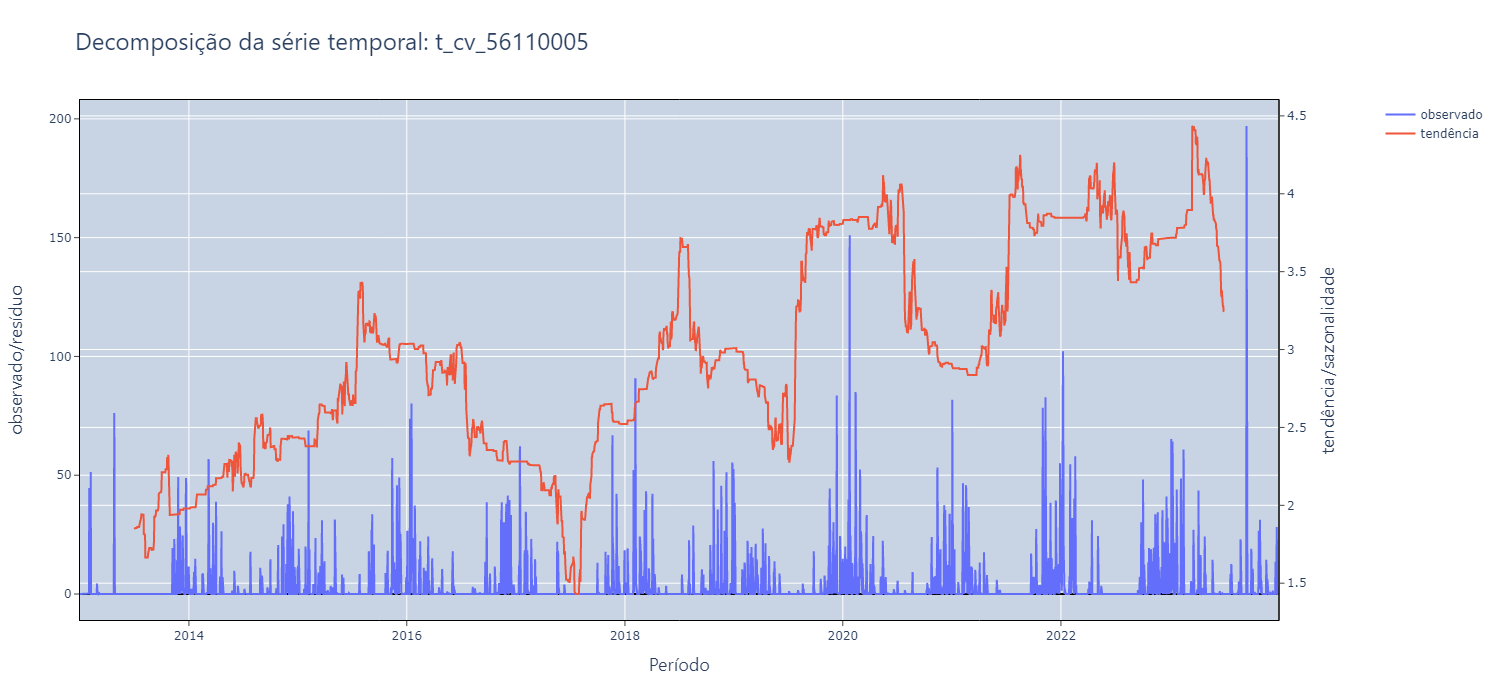 Decomposição da série temporal: t_cv_56110005
observado
tendência
200
150
100
50
0
4.5
4
3.5
3
2.5
2
1.5
observado/resíduo
tendência/sazonalidade
2014
2016
2018
2020
2022
Período